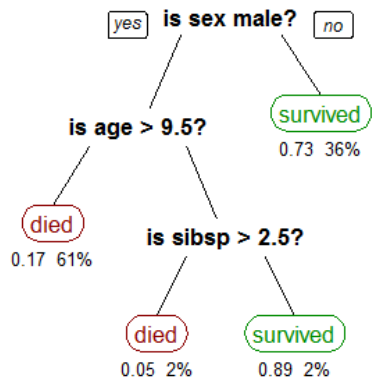 yes is sex male? no
survived
0.73 36%
is age > 9.5?
died
0.17 61%
is sibsp > 2.5?
died survived
0.05 2% 0.89 2%